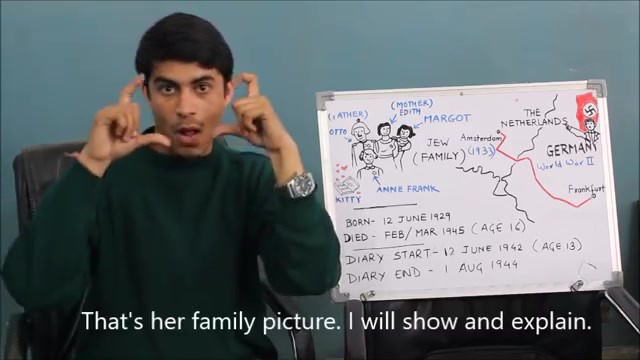 (FATHER)
OTTO
(MOTHER)
EDITH
MARGOT
JEW
(FAMILY)
ANNE FRANK
KITTY
THE
NETHERLANDS
Amsterdam
(1933)
GERMANY
World War II
Frankfurt
BORN- 12 JUNE 1929
DIED - FEB/MAR 1945 (AGE 16)
DIARY START - 12 JUNE 1942 (AGE 13)
DIARY END - 1 AUG 1944
That's her family picture. I will show and explain.